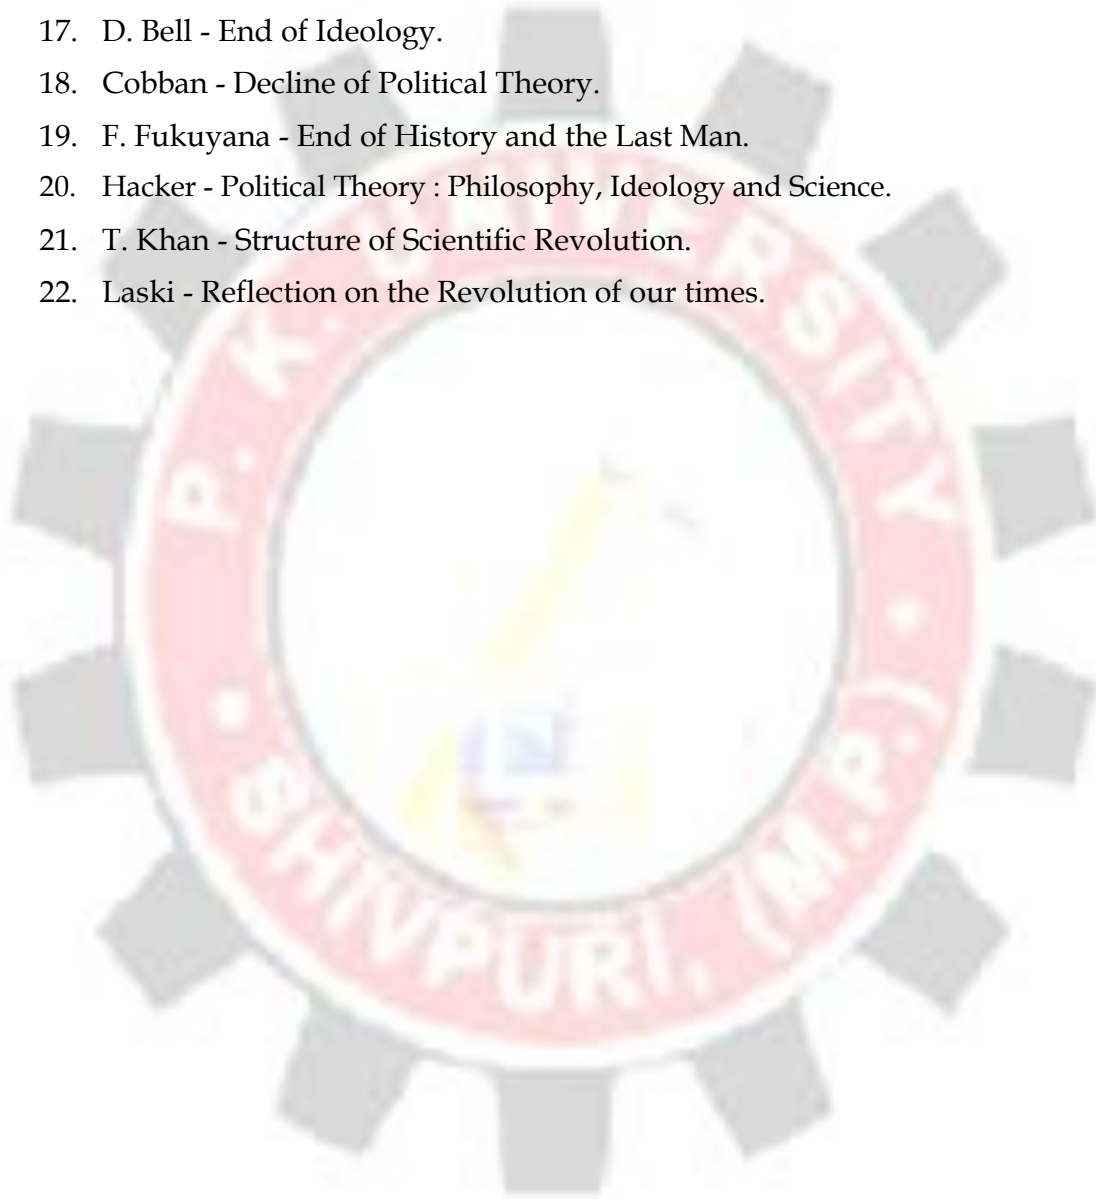 17. D. Bell - End of Ideology.
18. Cobban - Decline of Political Theory.
19. F. Fukuyana - End of History and the Last Man.
20. Hacker - Political Theory : Philosophy, Ideology and Science.
21. T. Khan - Structure of Scientific Revolution.
22. Laski - Reflection on the Revolution of our times.
P. K. UNIVERSITY
SHIVPURI, (M.P.)